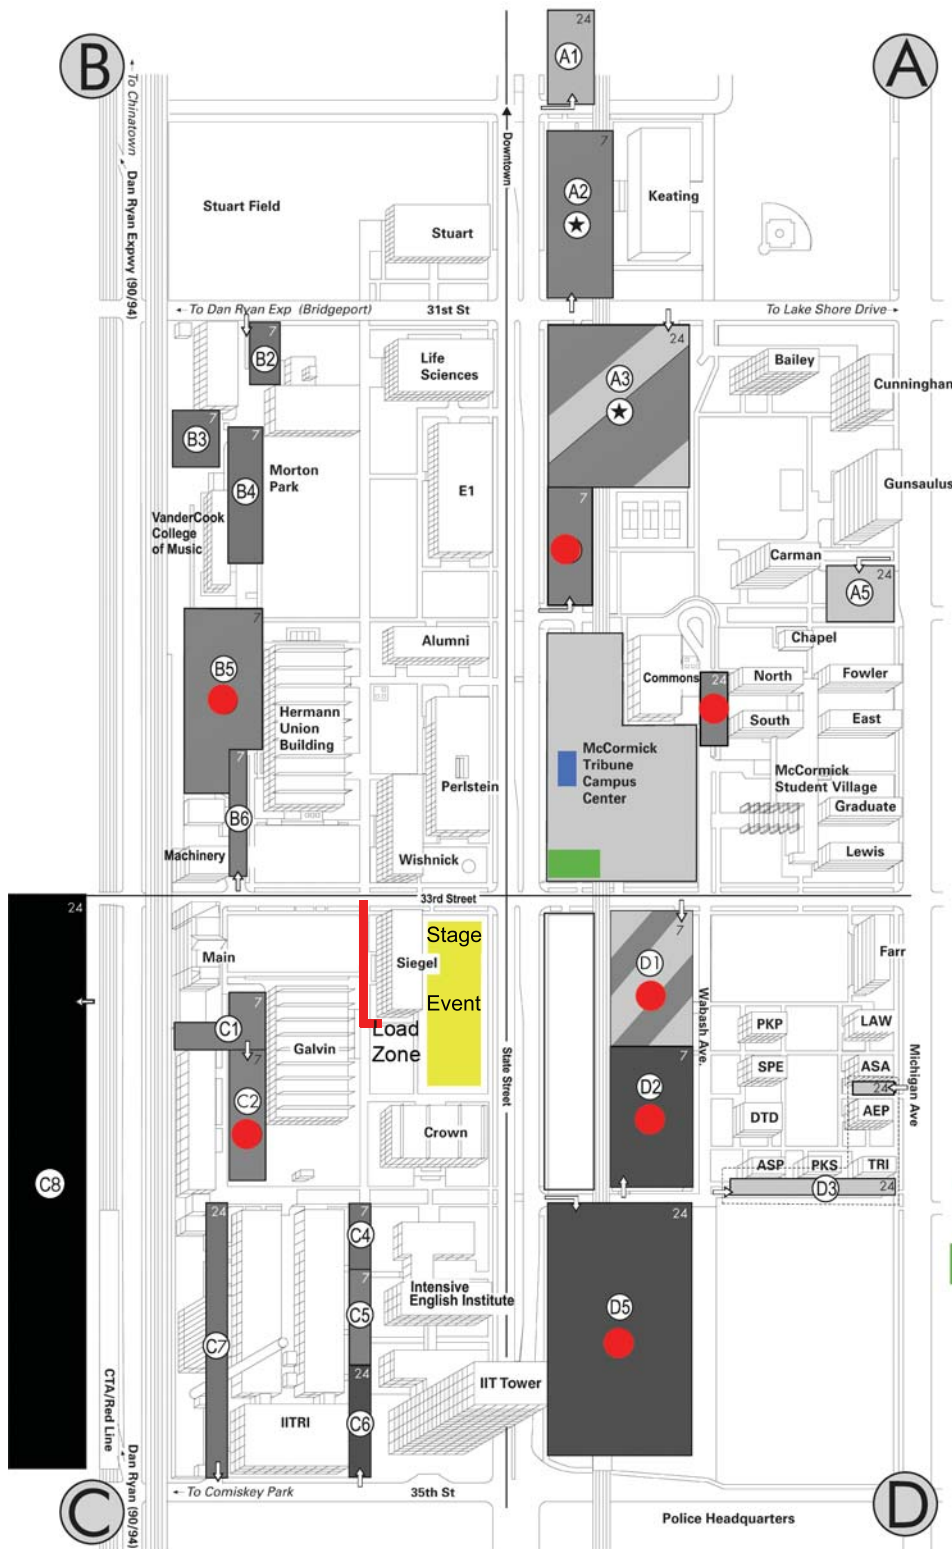 B
A
24
A1
← To Chinatown
Dan Ryan Expwy (90/94)
Downtown
7
A2
★
Keating
Stuart Field
Stuart
← To Dan Ryan Exp (Bridgeport)
31st St
To Lake Shore Drive →
7
B2
Life
Sciences
24
A3
★
Bailey
Cunningham
7
B3
7
B4
Morton
Park
E1
VanderCook
College
of Music
7
Gunsaulus
Carman
24
A5
7
B5
Alumni
Chapel
Commons
24
North
Fowler
South
East
Hermann
Union
Building
7
B6
Perlstein
McCormick
Tribune
Campus
Center
McCormick
Student Village
Graduate
Lewis
Machinery
Wishnick
33rd Street
24
C8
Main
Siegel
Stage
Event
Load
Zone
7
D1
Wabash Ave.
Farr
7
C1
7
C2
Galvin
State Street
7
D2
PKP
LAW
SPE
ASA
24
Michigan Ave
DTD
AEP
Crown
ASP
PKS
TRI
D3
24
24
C7
7
C4
7
C5
24
C6
Intensive
English Institute
24
D5
IIT Tower
IITRI
CTA/Red Line
Dan Ryan (90/94)
← To Comiskey Park
35th St
Police Headquarters
C
D